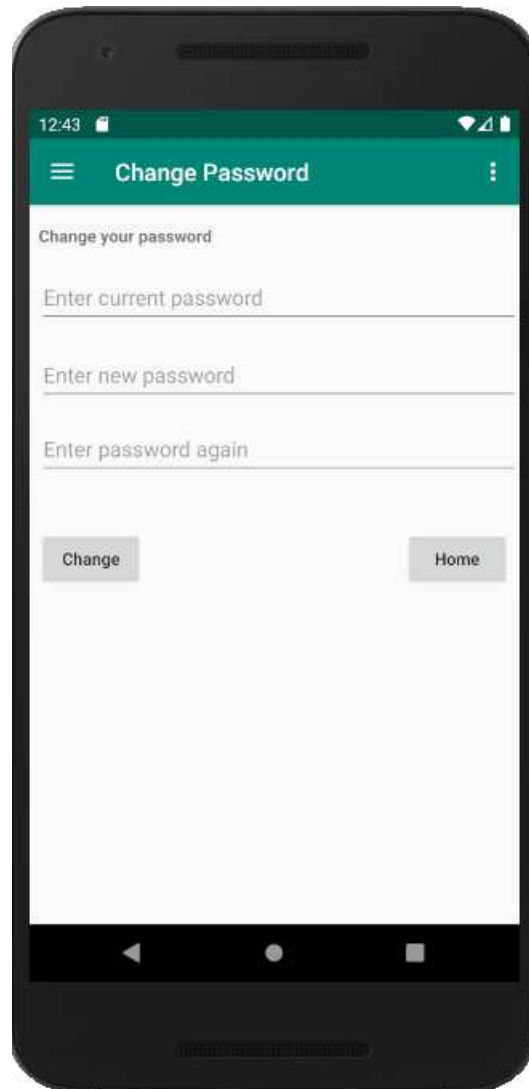 12:43
Change Password
Change your password
Enter current password
Enter new password
Enter password again
Change Home